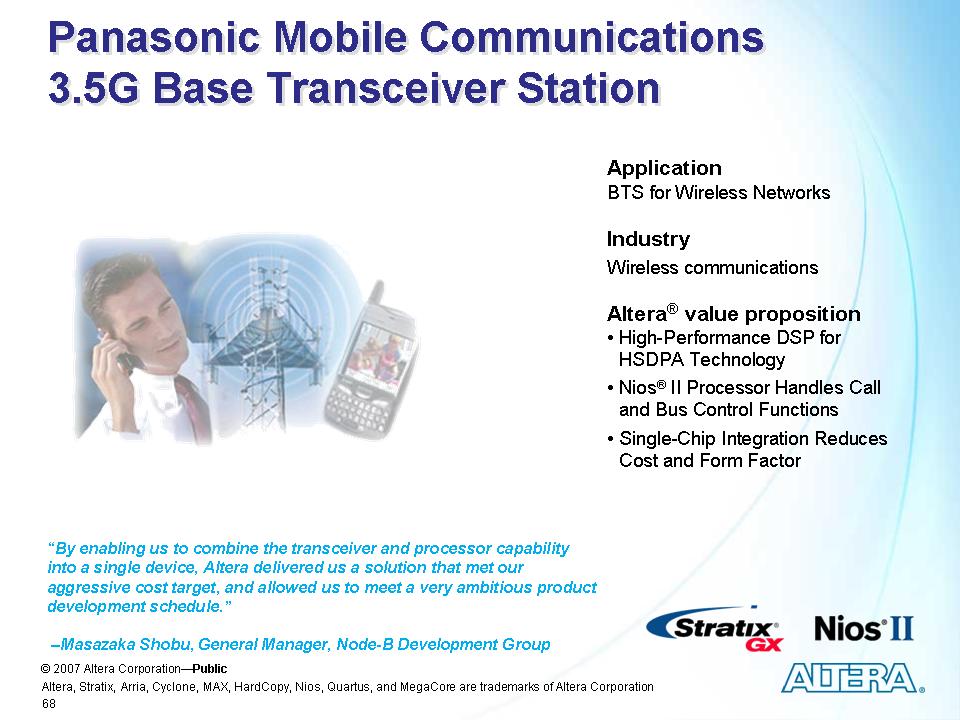 Panasonic Mobile Communications
3.5G Base Transceiver Station
Application
BTS for Wireless Networks
Industry
Wireless communications
Altera® value proposition
• High-Performance DSP for
HSDPA Technology
• Nios® II Processor Handles Call
and Bus Control Functions
• Single-Chip Integration Reduces
Cost and Form Factor
“By enabling us to combine the transceiver and processor capability
into a single device, Altera delivered us a solution that met our
aggressive cost target, and allowed us to meet a very ambitious product
development schedule.”
–Masazaka Shobu, General Manager, Node-B Development Group
Stratix® GX
Nios® II
© 2007 Altera Corporation—Public
Altera, Stratix, Arria, Cyclone, MAX, HardCopy, Nios, Quartus, and MegaCore are trademarks of Altera Corporation
68
ALTERA®